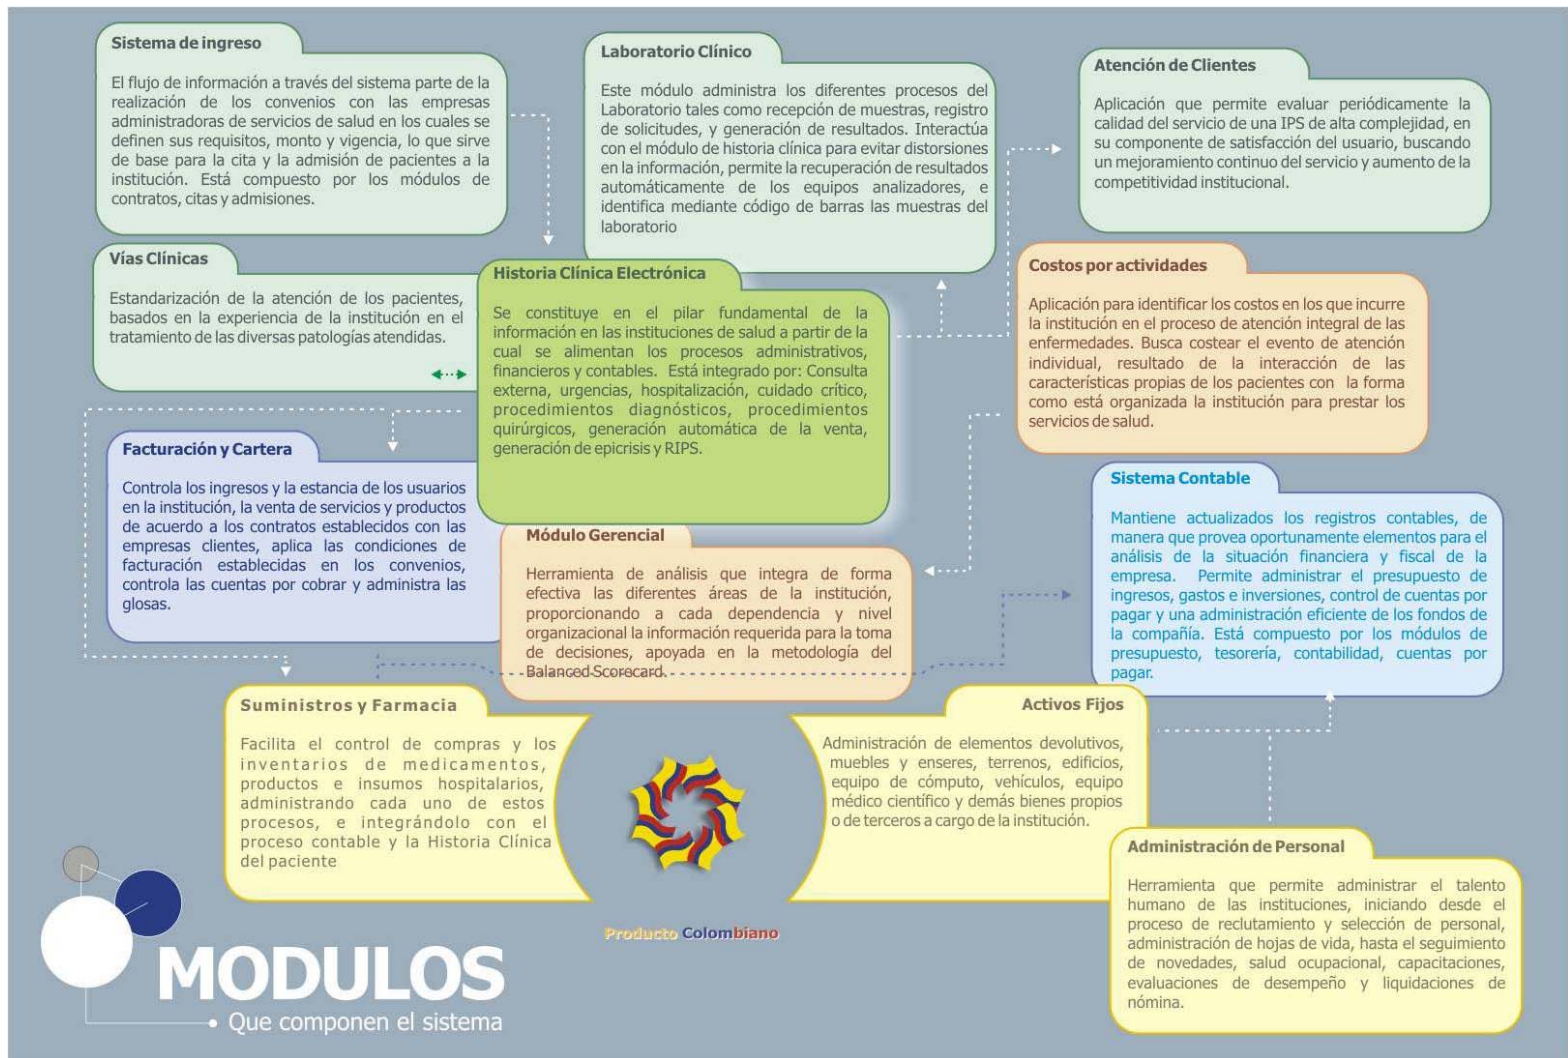 Sistema de ingreso
El flujo de información a través del sistema parte de la
realización de los convenios con las empresas
administradoras de servicios de salud en los cuales se
definen sus requisitos, monto y vigencia, lo que sirve
de base para la cita y la admisión de pacientes a la
institución. Está compuesto por los módulos de
contratos, citas y admisiones.
Laboratorio Clínico
Este módulo administra los diferentes procesos del
Laboratorio tales como recepción de muestras, registro
de solicitudes, y generación de resultados. Interactúa
con el módulo de historia clínica para evitar distorsiones
en la información, permite la recuperación de resultados
automáticamente de los equipos analizadores, e
identifica mediante código de barras las muestras del
laboratorio
Atención de Clientes
Aplicación que permite evaluar periódicamente la
calidad del servicio de una IPS de alta complejidad, en
su componente de satisfacción del usuario, buscando
un mejoramiento continuo del servicio y aumento de la
competitividad institucional.
Vías Clínicas
Estandarización de la atención de los pacientes,
basados en la experiencia de la institución en el
tratamiento de las diversas patologías atendidas.
Historia Clínica Electrónica
Se constituye en el pilar fundamental de la
información en las instituciones de salud a partir de la
cual se alimentan los procesos administrativos,
financieros y contables. Está integrado por: Consulta
externa, urgencias, hospitalización, cuidado crítico,
procedimientos diagnósticos, procedimientos
quirúrgicos, generación automática de la venta,
generación de epicrisis y RIPS.
Costos por actividades
Aplicación para identificar los costos en los que incurre
la institución en el proceso de atención integral de las
enfermedades. Busca costear el evento de atención
individual, resultado de la interacción de las
características propias de los pacientes con la forma
como está organizada la institución para prestar los
servicios de salud.
Facturación y Cartera
Controla los ingresos y la estancia de los usuarios
en la institución, la venta de servicios y productos
de acuerdo a los contratos establecidos con las
empresas clientes, aplica las condiciones de
facturación establecidas en los convenios,
controla las cuentas por cobrar y administra las
glosas.
Módulo Gerencial
Herramienta de análisis que integra de forma
efectiva las diferentes áreas de la institución,
proporcionando a cada dependencia y nivel
organizacional la información requerida para la toma
de decisiones, apoyada en la metodología del
Balanced Scorecard.
Sistema Contable
Mantiene actualizados los registros contables, de
manera que provea oportunamente elementos para el
análisis de la situación financiera y fiscal de la
empresa. Permite administrar el presupuesto de
ingresos, gastos e inversiones, control de cuentas por
pagar y una administración eficiente de los fondos de
la compañía. Está compuesto por los módulos de
presupuesto, tesorería, contabilidad, cuentas por
pagar.
Suministros y Farmacia
Facilita el control de compras y los
inventarios de medicamentos,
productos e insumos hospitalarios,
administrando cada uno de estos
procesos, e integrándolo con el
proceso contable y la Historia Clínica
del paciente
Activos Fijos
Administración de elementos devolutivos,
muebles y enseres, terrenos, edificios,
equipo de cómputo, vehículos, equipo
médico científico y demás bienes propios
o de terceros a cargo de la institución.
Administración de Personal
Herramienta que permite administrar el talento
humano de las instituciones, iniciando desde el
proceso de reclutamiento y selección de personal,
administración de hojas de vida, hasta el seguimiento
de novedades, salud ocupacional, capacitaciones,
evaluaciones de desempeño y liquidaciones de
nómina.
Producto Colombiano
MODULOS
Que componen el sistema